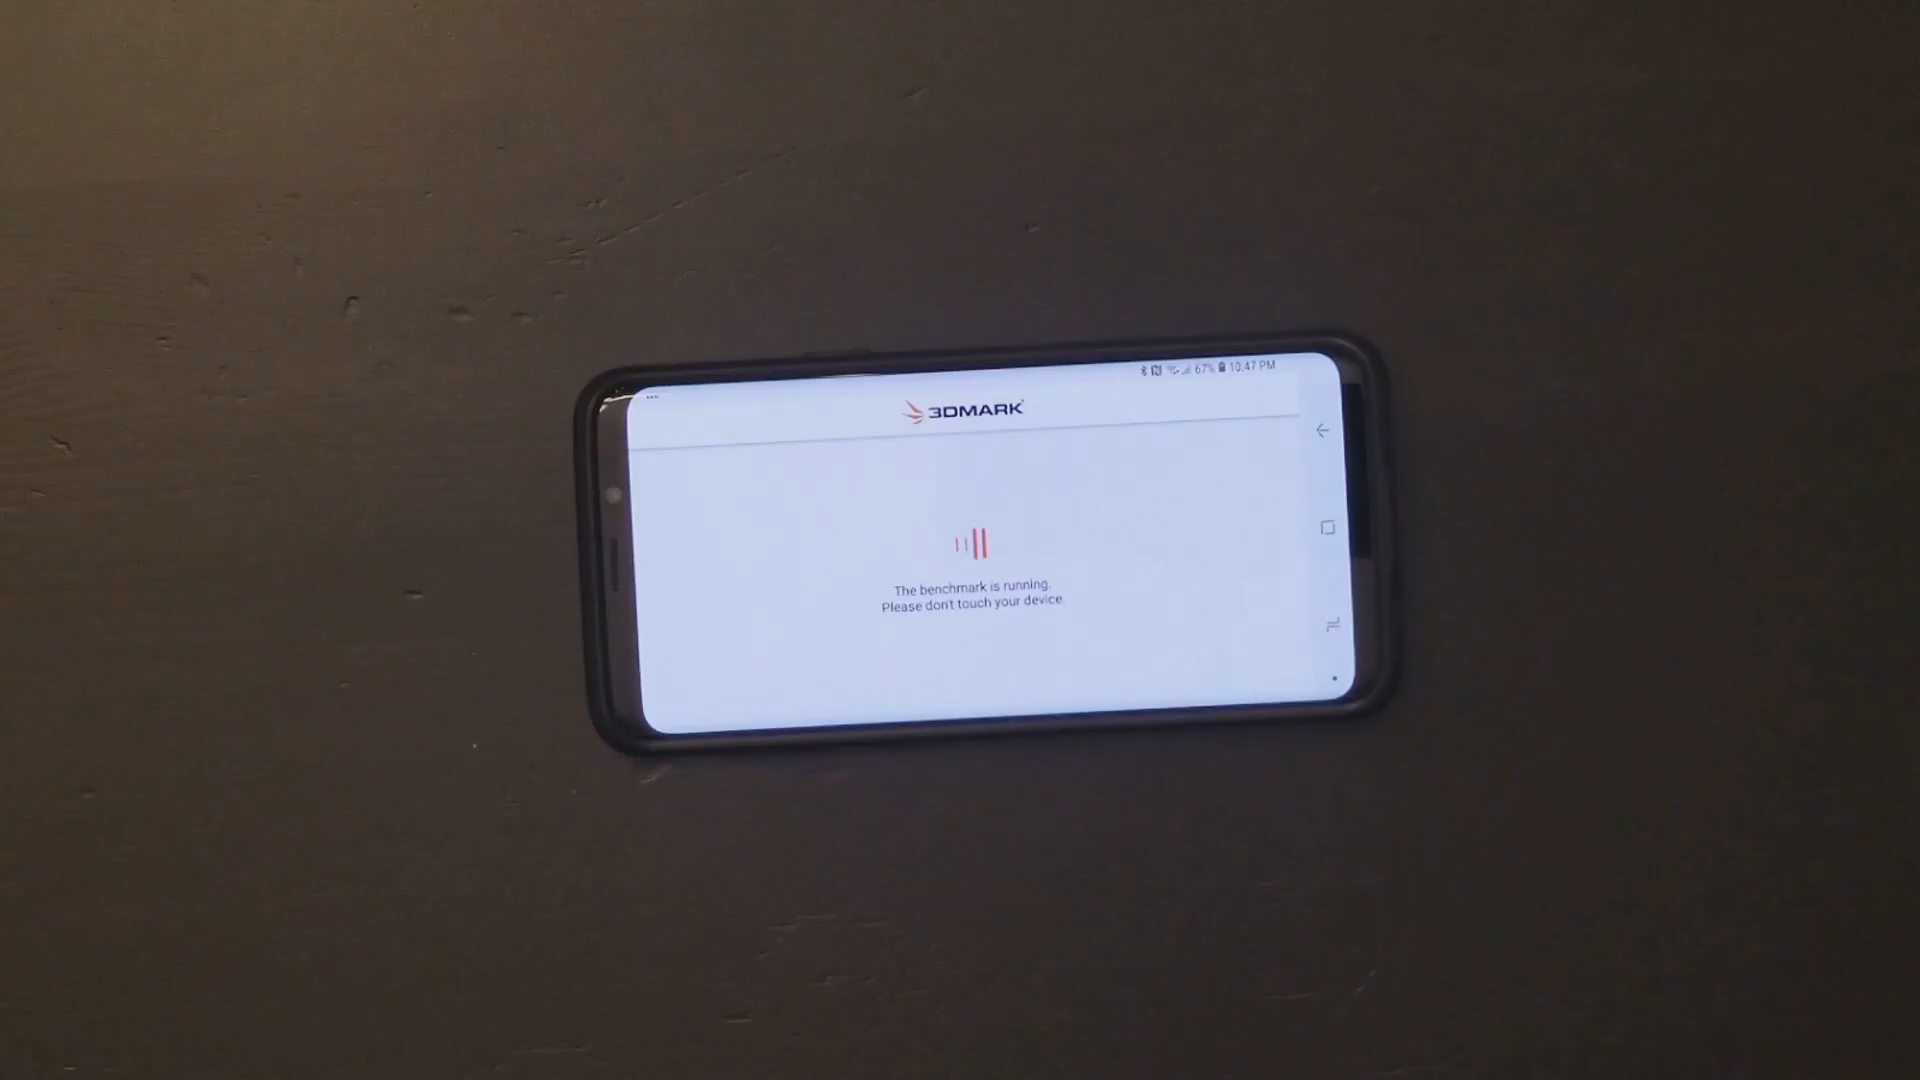 67% 10:47 PM
3DMARK
The benchmark is running.
Please don't touch your device.